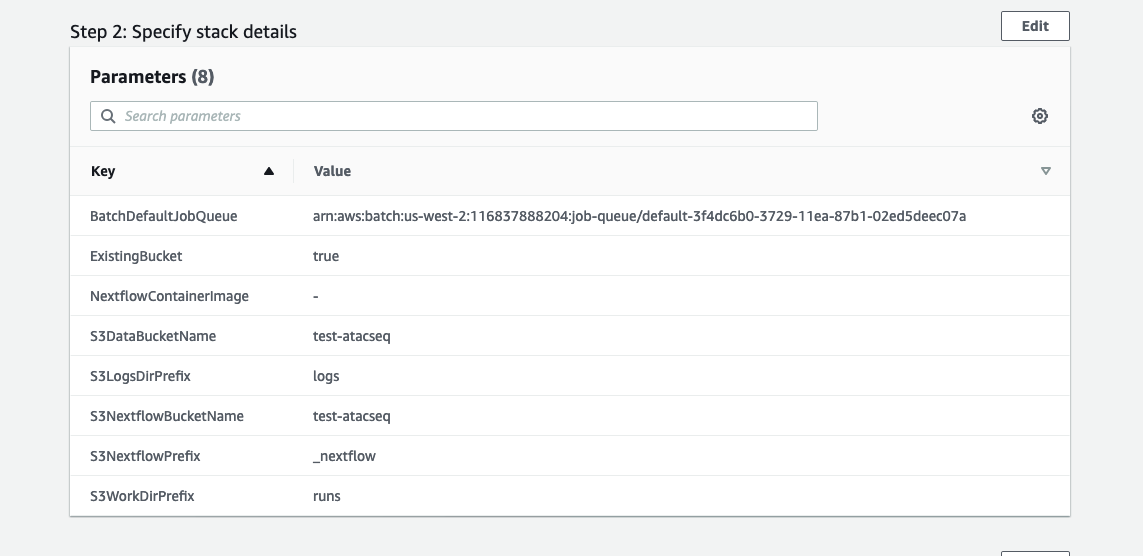 Step 2: Specify stack details
Edit
Parameters (8)
Search parameters
Key Value
BatchDefaultJobQueue arn:aws:batch:us-west-2:116837888204:job-queue/default-3f4dc6b0-3729-11ea-87b1-02ed5deec07a
ExistingBucket true
NextflowContainerImage -
S3DataBucketName test-atacseq
S3LogsDirPrefix logs
S3NextflowBucketName test-atacseq
S3NextflowPrefix _nextflow
S3WorkDirPrefix runs